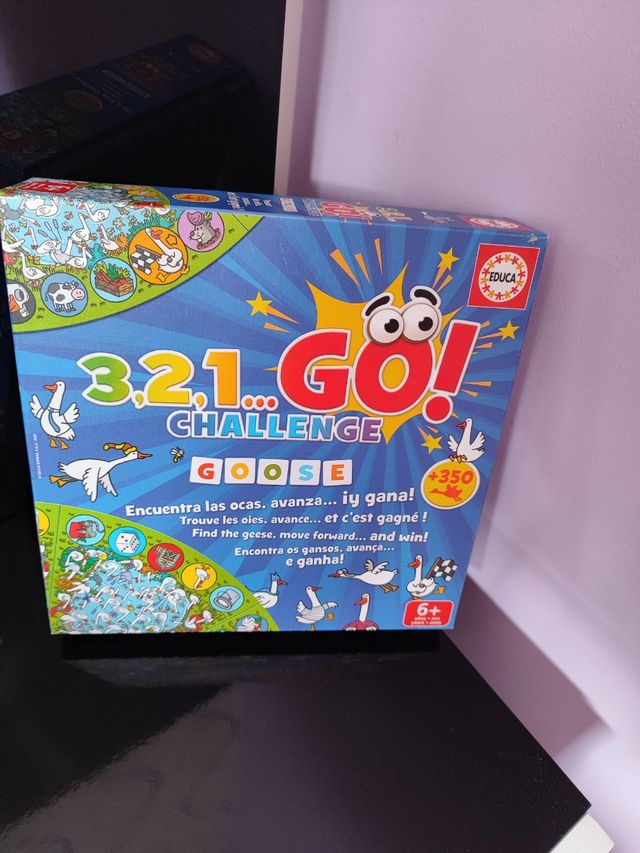 EDUCA
3,2,1... GO!
CHALLENGE
GOOSE
+350
Encuentra las ocas, avanza... ¡y gana!
Trouve les oies, avance... et c'est gagné !
Find the geese, move forward... and win!
Encontra os gansos, avança...
e ganha!
6+